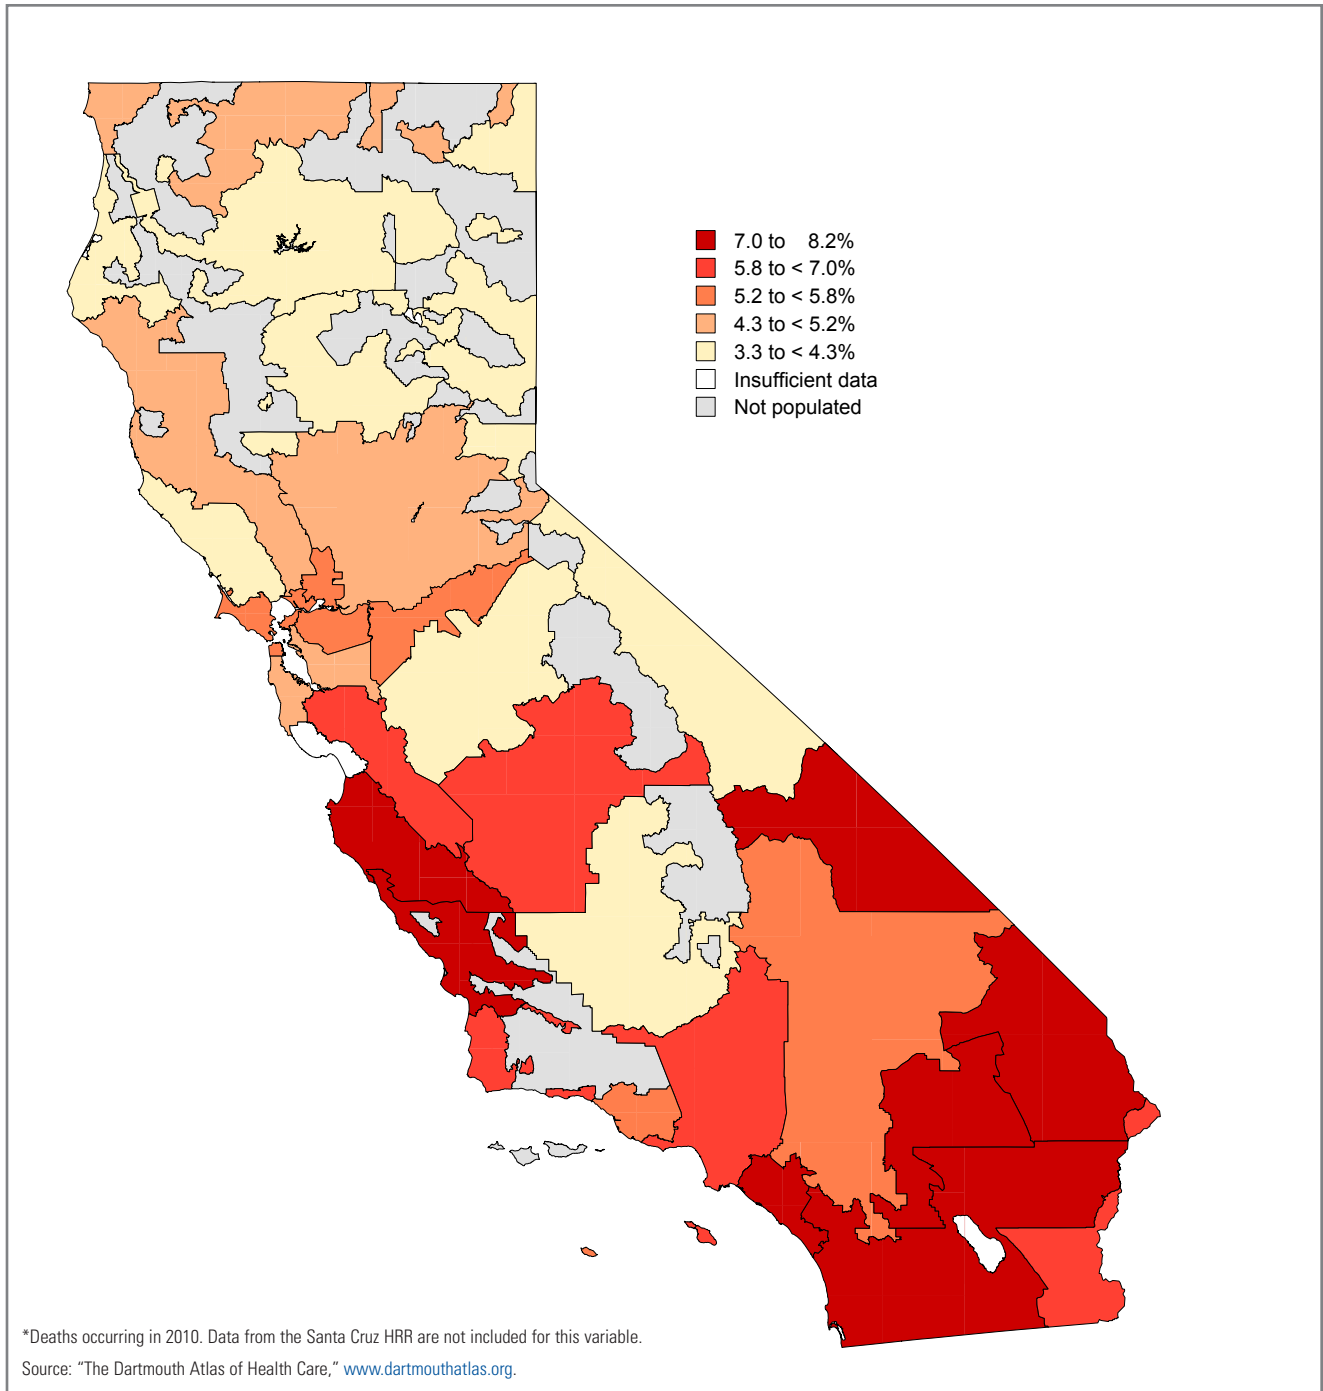 7.0 to 8.2%
5.8 to < 7.0%
5.2 to < 5.8%
4.3 to < 5.2%
3.3 to < 4.3%
Insufficient data
Not populated
*Deaths occurring in 2010. Data from the Santa Cruz HRR are not included for this variable.
Source: “The Dartmouth Atlas of Health Care,” www.dartmouthatlas.org.